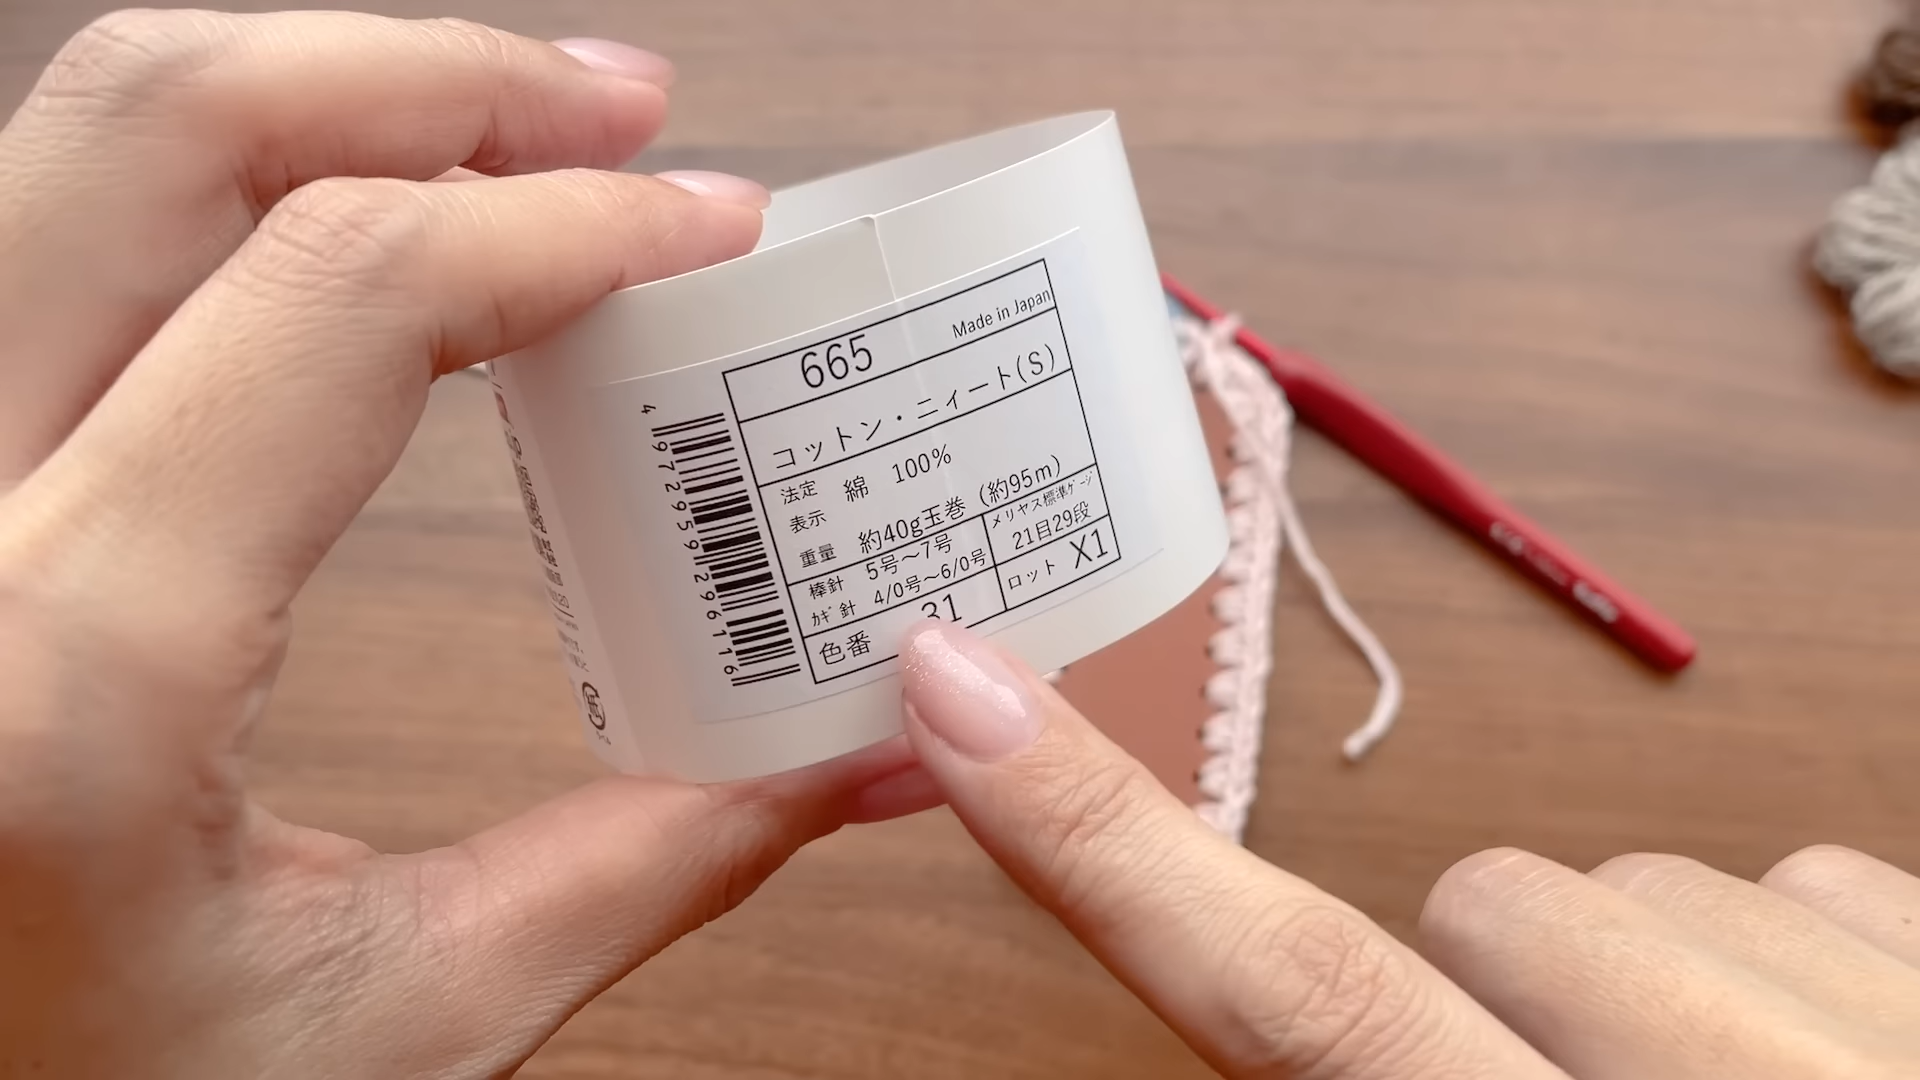 665
Made in Japan
コットン・ニィート(S)
法定
表示
綿 100%
重量 約40g玉巻 (約95m)
棒針 5号〜7号
カギ針 4/0号〜6/0号
メリヤス標準ゲージ
21目29段
色番 31
ロット X1
4972959296116
紙